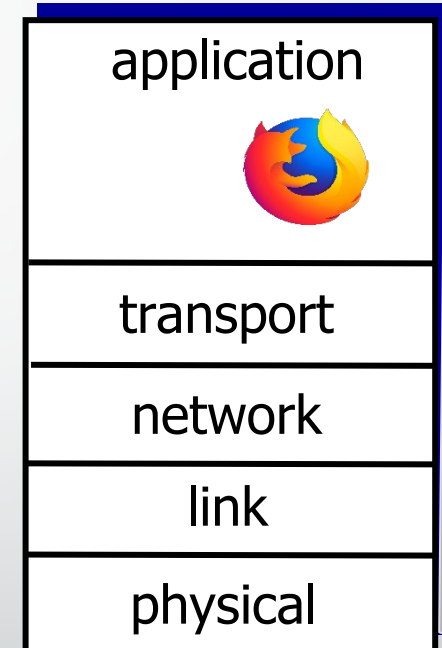 application
transport
network
link
physical